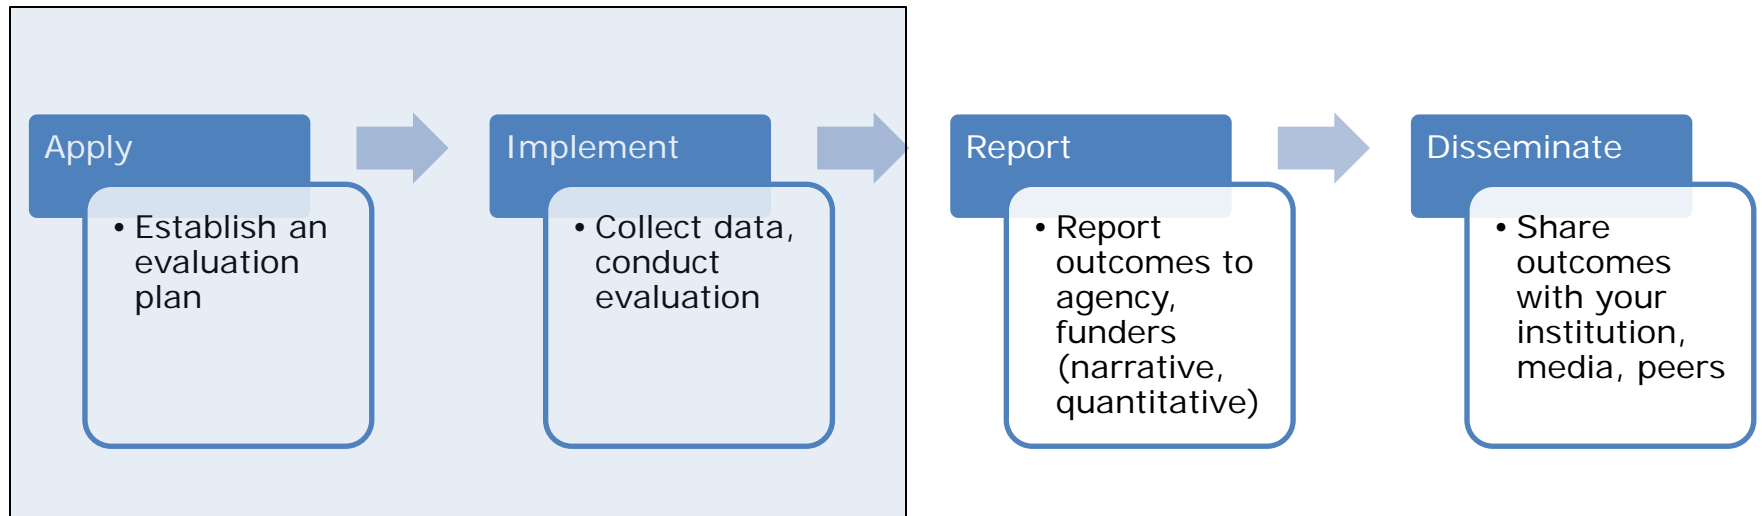 Apply
• Establish an
evaluation
plan
Implement
• Collect data,
conduct
evaluation
Report
• Report
outcomes to
agency,
funders
(narrative,
quantitative)
Disseminate
• Share
outcomes
with your
institution,
media, peers